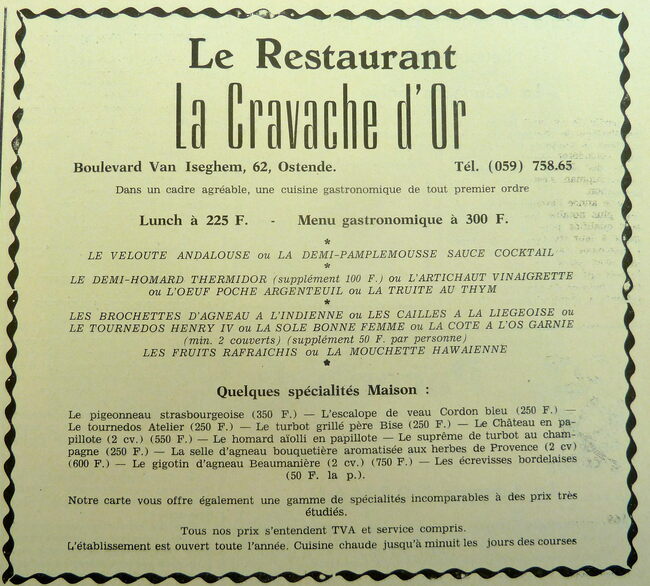 Le Restaurant
la Cravache d'Or
Boulevard Van Iseghem, 62, Ostende. Tél. (059) 758.65
Dans un cadre agréable, une cuisine gastronomique de tout premier ordre
Lunch à 225 F. - Menu gastronomique à 300 F.
*
LE VELOUTE ANDALOUSE ou LA DEMI-PAMPLEMOUSSE SAUCE COCKTAIL
*
LE DEMI-HOMARD THERMIDOR (supplément 100 F.) ou L'ARTICHAUT VINAIGRETTE
ou L'OEUF POCHE ARGENTEUIL ou LA TRUITE AU THYM
*
LES BROCHETTES D'AGNEAU A L'INDIENNE ou LES CAILLES A LA LIEGEOISE ou
LE TOURNEDOS HENRY IV ou LA SOLE BONNE FEMME ou LA COTE A L'OS GARNIE
(min. 2 couverts) (supplément 50 F. par personne)
LES FRUITS RAFRAICHIS ou LA MOUCHETTE HAWAIENNE
*
Quelques spécialités Maison :
Le pigeonneau strasbourgeoise (350 F.) — L'escalope de veau Cordon bleu (250 F.) —
Le tournedos Atelier (250 F.) — Le turbot grillé père Bise (250 F.) — Le Château en pa-
pillote (2 cv.) (550 F.) — Le homard aïolli en papillote — Le suprême de turbot au cham-
pagne (250 F.) — La selle d'agneau bouquetière aromatisée aux herbes de Provence (2 cv)
(600 F.) — Le gigotin d'agneau Beaumanière (2 cv.) (750 F.) — Les écrevisses bordelaises
(50 F. la p.).
Notre carte vous offre également une gamme de spécialités incomparables à des prix très
étudiés.
Tous nos prix s'entendent TVA et service compris.
L'établissement est ouvert toute l'année. Cuisine chaude jusqu'à minuit les jours des courses